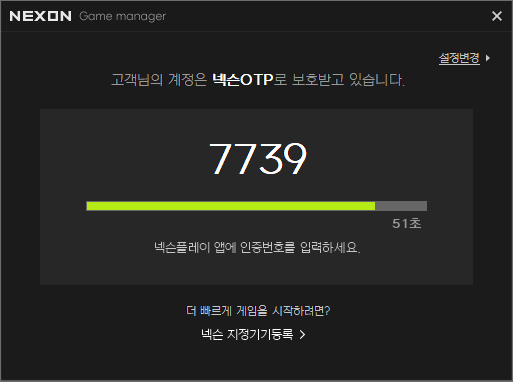 NEXON Game manager
설정변경
고객님의 계정은 넥슨OTP로 보호받고 있습니다.
7739
51초
넥슨플레이 앱에 인증번호를 입력하세요.
더 빠르게 게임을 시작하려면?
넥슨 지정기기등록